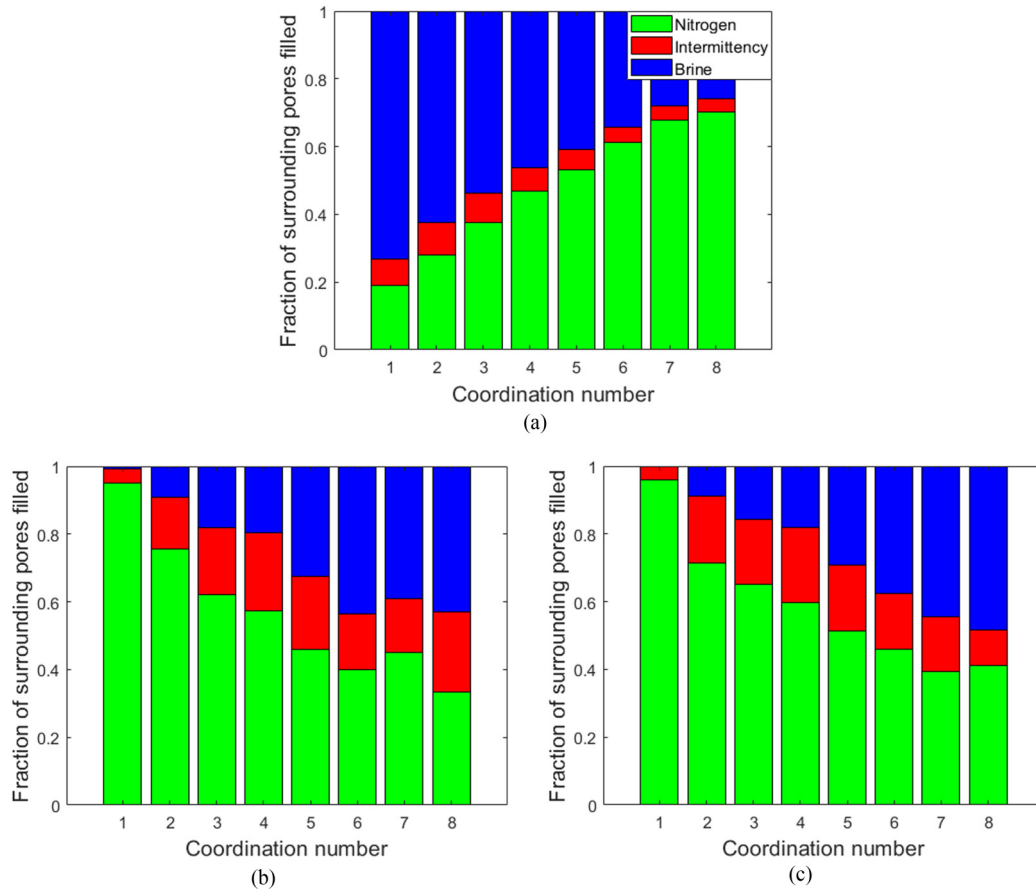 Fraction of surrounding pores filled
1
0.8
0.6
0.4
0.2
0
Nitrogen
Intermittency
Brine
1 2 3 4 5 6 7 8
Coordination number
(a)
Fraction of surrounding pores filled
1
0.8
0.6
0.4
0.2
0
1 2 3 4 5 6 7 8
Coordination number
(b)
Fraction of surrounding pores filled
1
0.8
0.6
0.4
0.2
0
1 2 3 4 5 6 7 8
Coordination number
(c)